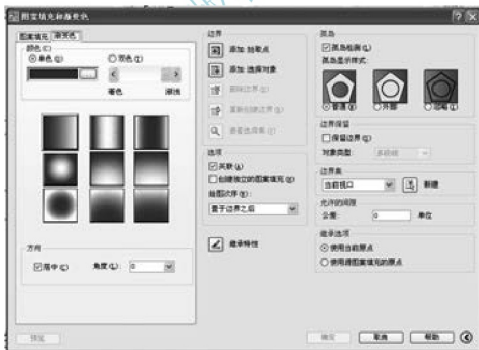 图案填充和渐变色
图案填充 渐变色
颜色(C)
单色(O) 双色(T)
着色 渐浅
方向
居中(C) 角度(L): 0
预览
边界
添加:拾取点
添加:选择对象
删除边界(D)
重新创建边界(R)
查看选择集(V)
选项
关联(A)
创建独立的图案填充(H)
绘图次序(W):
置于边界之后
继承特性
孤岛
孤岛检测(L)
孤岛显示样式:
普通 外部 忽略
边界保留
保留边界(S)
对象类型: 多段线
边界集
当前视口 新建
允许的间隙
公差: 0 单位
继承选项
使用当前原点
使用源图案填充的原点
确定 取消 帮助